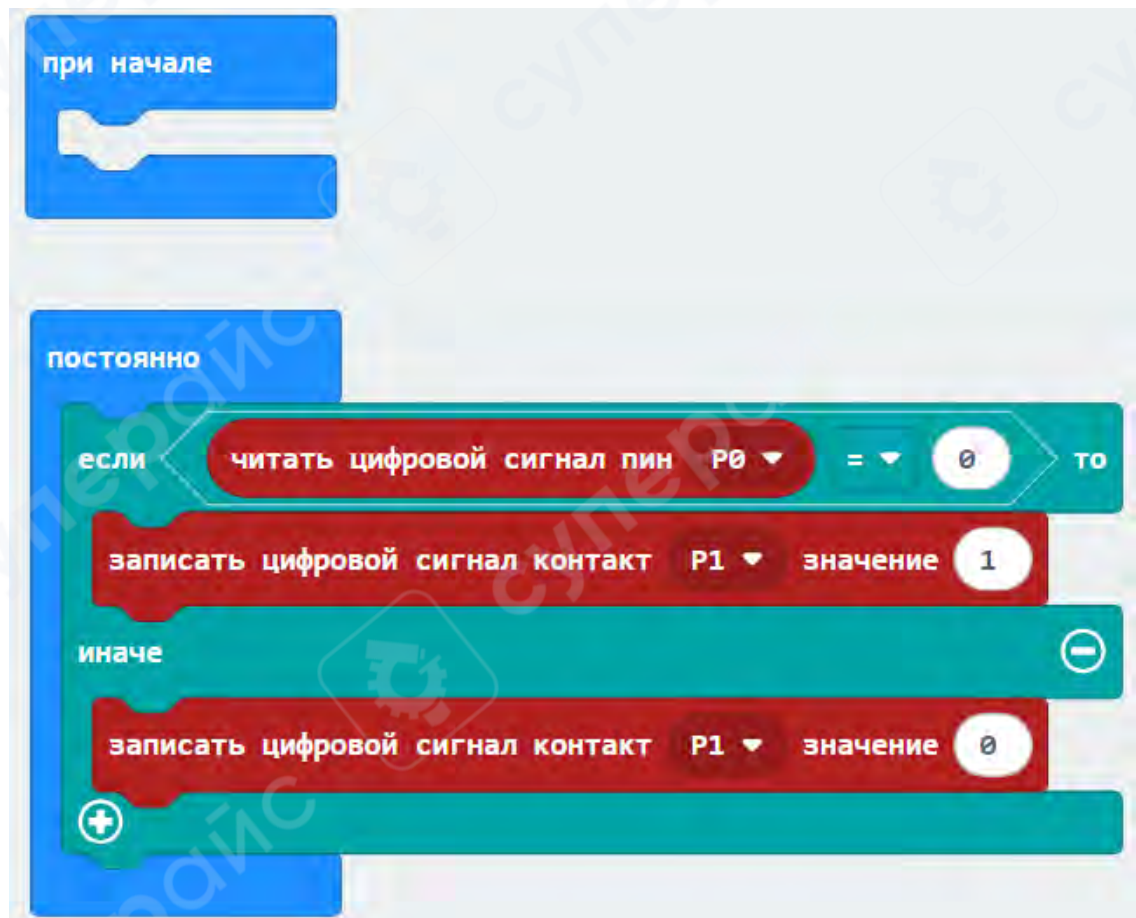 при начале
постоянно
если читать цифровой сигнал пин P0 = 0 то
записать цифровой сигнал контакт P1 значение 1
иначе
записать цифровой сигнал контакт P1 значение 0